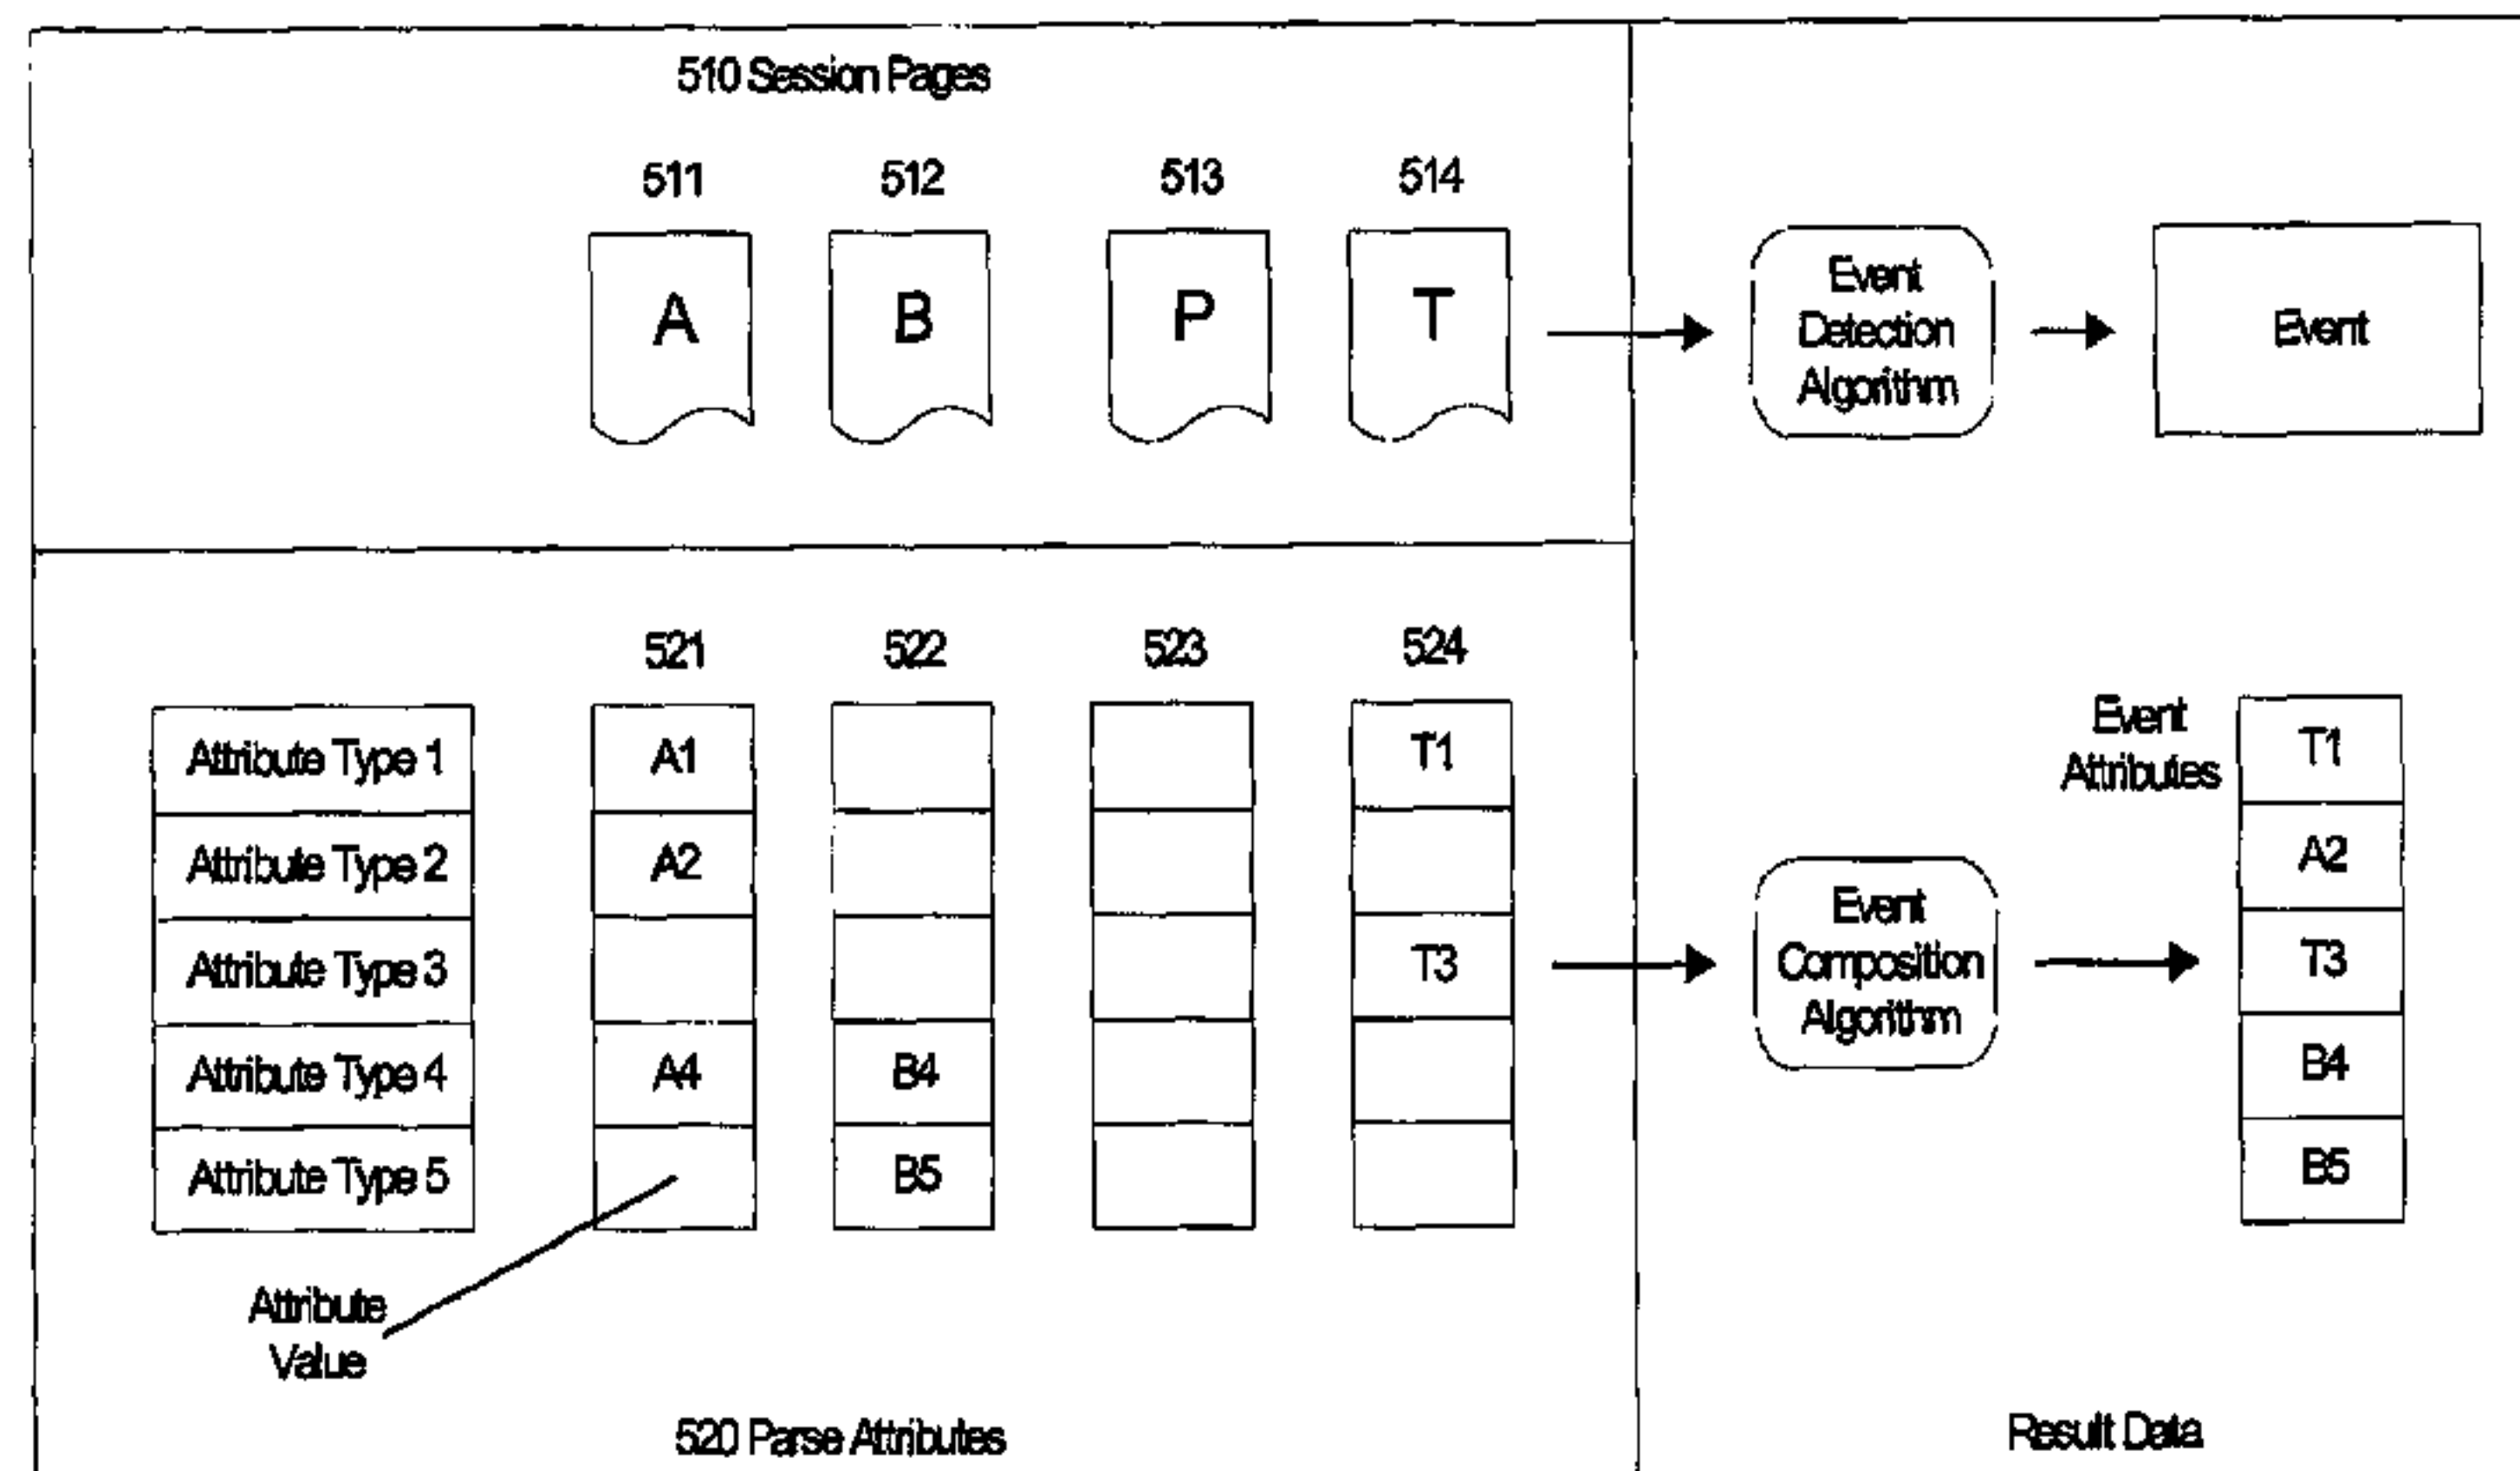 510 Session Pages
511 512 513 514
A B P T
Event
Detection
Algorithm
Event
521 522 523 524
Attribute Type 1 A1 T1
Attribute Type 2 A2
Attribute Type 3 T3
Attribute Type 4 A4 B4
Attribute Type 5 B5
Attribute
Value
520 Parse Attributes
Event
Composition
Algorithm
Event
Attributes
T1
A2
T3
B4
B5
Result Data